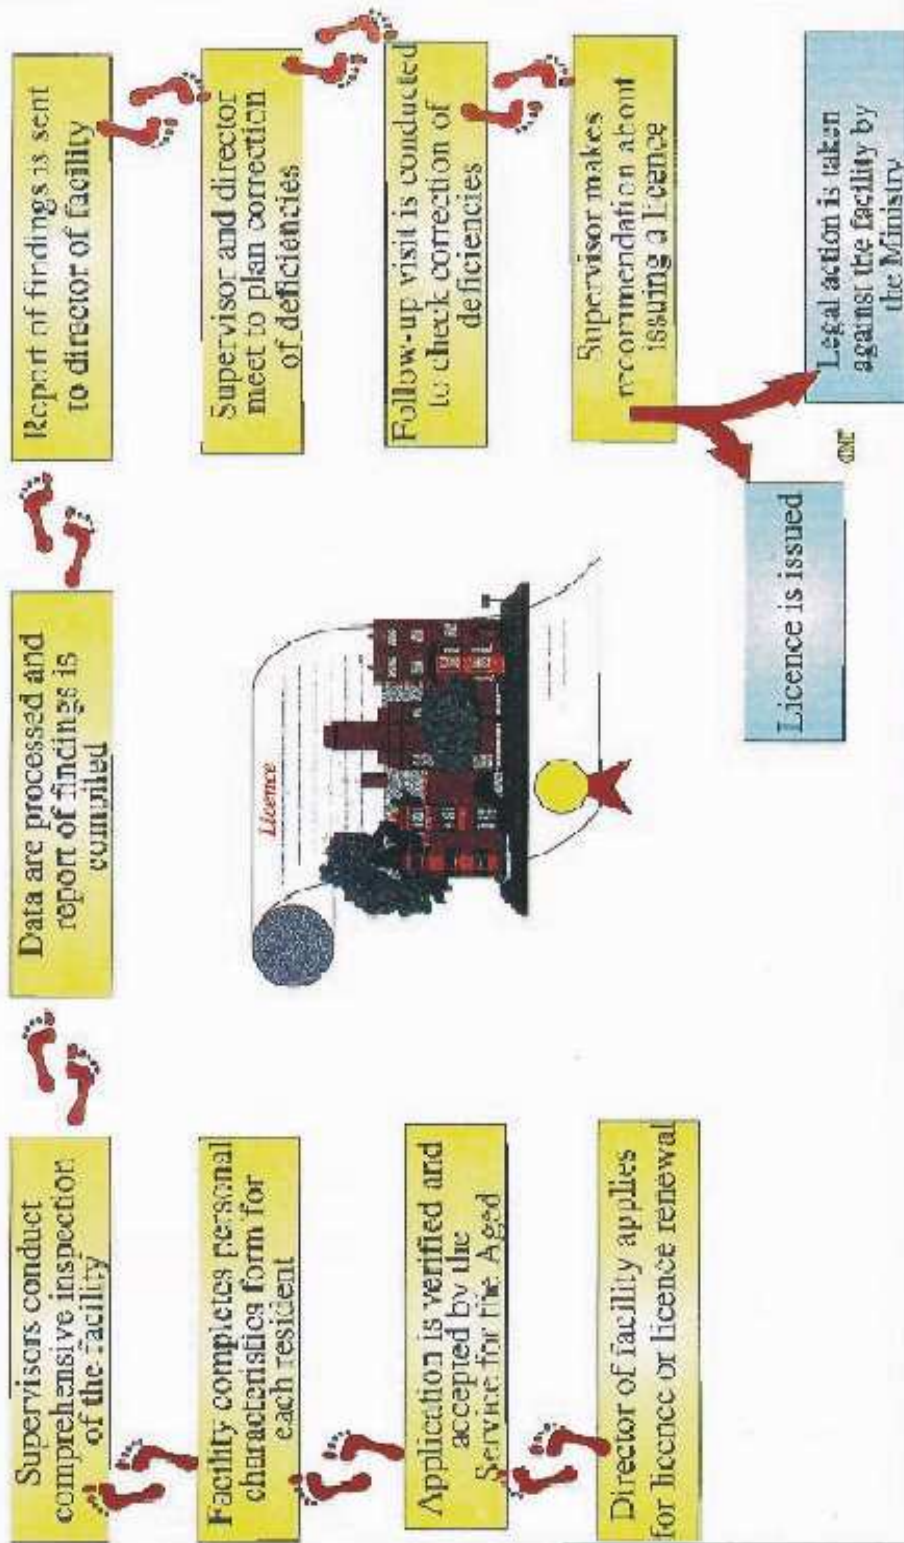 Director of facility applies
for licence or licence renewal
Application is verified and
accepted by the
Service for the Aged
Facility completes personal
characteristics form for
each resident
Supervisors conduct
comprehensive inspection
of the facility
Data are processed and
report of findings is
compiled
Report of findings is sent
to director of facility
Supervisor and director
meet to plan correction
of deficiencies
Follow-up visit is conducted
to check correction of
deficiencies
Supervisor makes
recommendation about
issuing a licence
Licence is issued
or
Legal action is taken
against the facility by
the Ministry
Licence